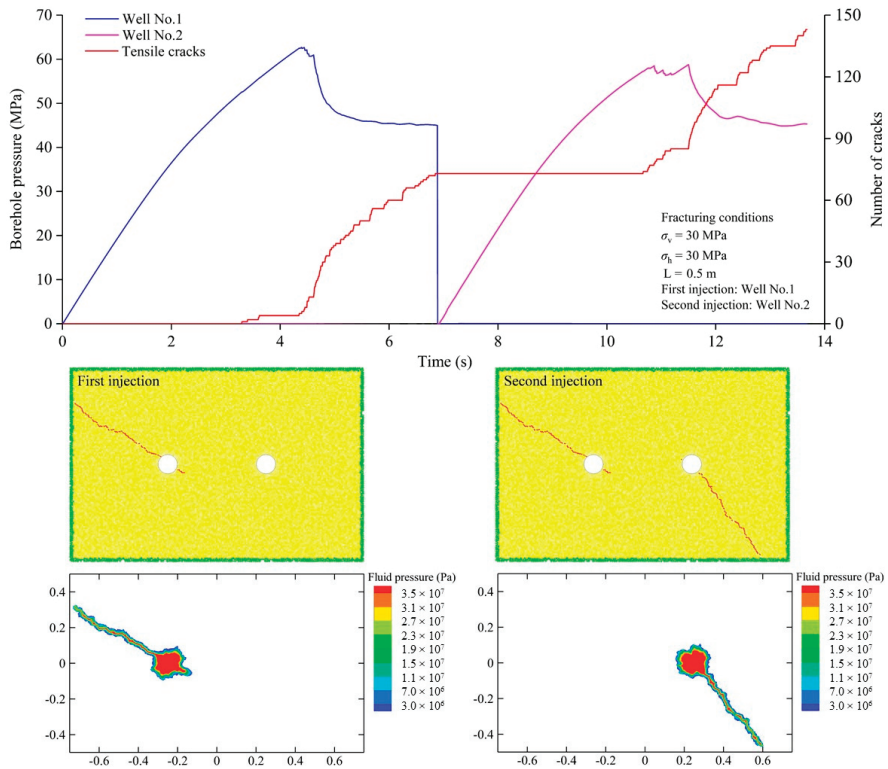 Well No.1
Well No.2
Tensile cracks
Borehole pressure (MPa)
70
60
50
40
30
20
10
0
Number of cracks
150
120
90
60
30
0
Fracturing conditions
σv = 30 MPa
σh = 30 MPa
L = 0.5 m
First injection: Well No.1
Second injection: Well No.2
0 2 4 6 8 10 12 14
Time (s)
First injection
Second injection
0.4
0.2
0
-0.2
-0.4
-0.6 -0.4 -0.2 0 0.2 0.4 0.6
Fluid pressure (Pa)
3.5 × 10⁷
3.1 × 10⁷
2.7 × 10⁷
2.3 × 10⁷
1.9 × 10⁷
1.5 × 10⁷
1.1 × 10⁷
7.0 × 10⁶
3.0 × 10⁶
0.4
0.2
0
-0.2
-0.4
-0.6 -0.4 -0.2 0 0.2 0.4 0.6
Fluid pressure (Pa)
3.5 × 10⁷
3.1 × 10⁷
2.7 × 10⁷
2.3 × 10⁷
1.9 × 10⁷
1.5 × 10⁷
1.1 × 10⁷
7.0 × 10⁶
3.0 × 10⁶